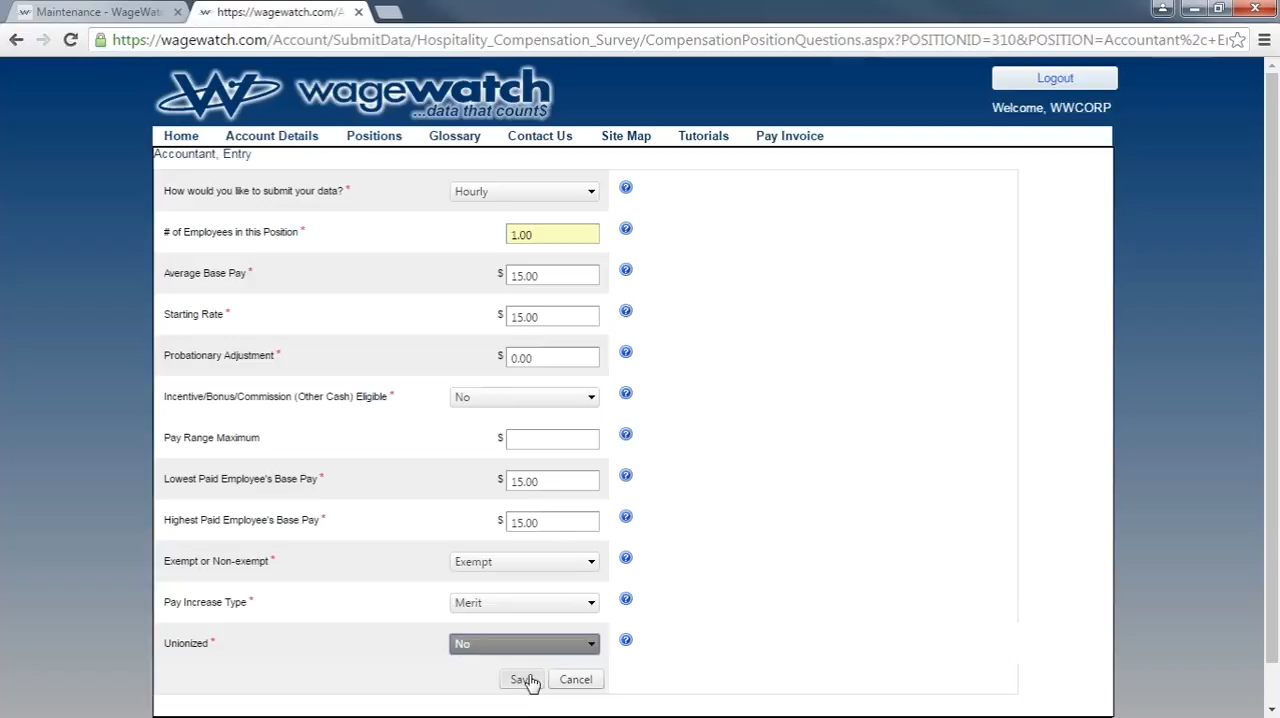 Maintenance - WageWat
https://wagewatch.com/A
https://wagewatch.com/Account/SubmitData/Hospitality_Compensation_Survey/CompensationPositionQuestions.aspx?POSITIONID=310&POSITION=Accountant%2c+E
wagewatch
...data that count$
Logout
Welcome, WWCORP
Home Account Details Positions Glossary Contact Us Site Map Tutorials Pay Invoice
Accountant, Entry
How would you like to submit your data? * Hourly
# of Employees in this Position * 1.00
Average Base Pay * $ 15.00
Starting Rate * $ 15.00
Probationary Adjustment * $ 0.00
Incentive/Bonus/Commission (Other Cash) Eligible * No
Pay Range Maximum $
Lowest Paid Employee's Base Pay * $ 15.00
Highest Paid Employee's Base Pay * $ 15.00
Exempt or Non-exempt * Exempt
Pay Increase Type * Merit
Unionized * No
Save Cancel